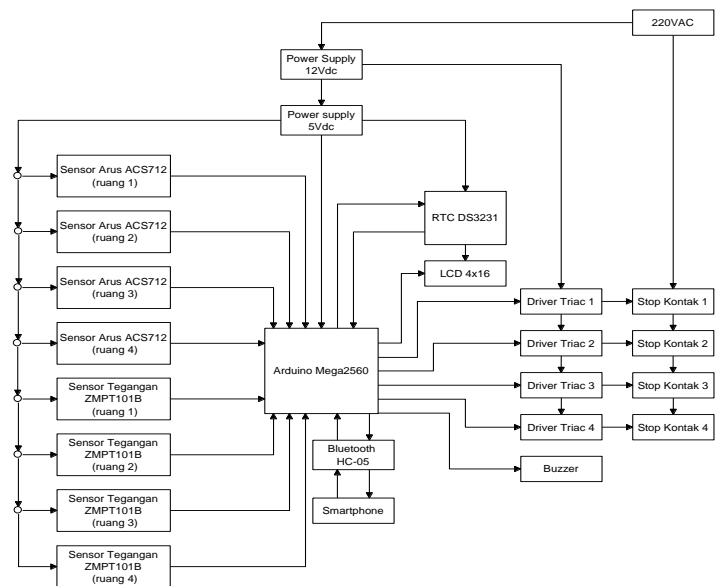 220VAC
Power Supply
12Vdc
Power supply
5Vdc
Sensor Arus ACS712
(ruang 1)
Sensor Arus ACS712
(ruang 2)
Sensor Arus ACS712
(ruang 3)
Sensor Arus ACS712
(ruang 4)
Sensor Tegangan
ZMPT101B
(ruang 1)
Sensor Tegangan
ZMPT101B
(ruang 2)
Sensor Tegangan
ZMPT101B
(ruang 3)
Sensor Tegangan
ZMPT101B
(ruang 4)
Arduino Mega2560
RTC DS3231
LCD 4x16
Bluetooth
HC-05
Smartphone
Driver Triac 1
Driver Triac 2
Driver Triac 3
Driver Triac 4
Buzzer
Stop Kontak 1
Stop Kontak 2
Stop Kontak 3
Stop Kontak 4